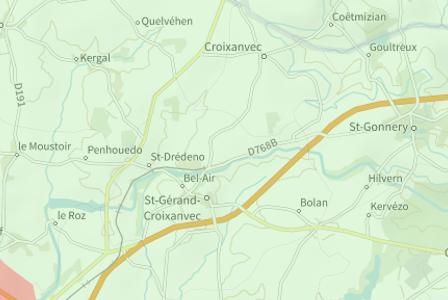 Quelvéhen
Coëtmizian
Croixanvec
Goultreux
Kergal
D191
St-Gonnery
D768B
le Moustoir
Penhouedo
St-Drédeno
Bel-Air
Hilvern
St-Gérand-
Croixanvec
Bolan
Kervézo
le Roz